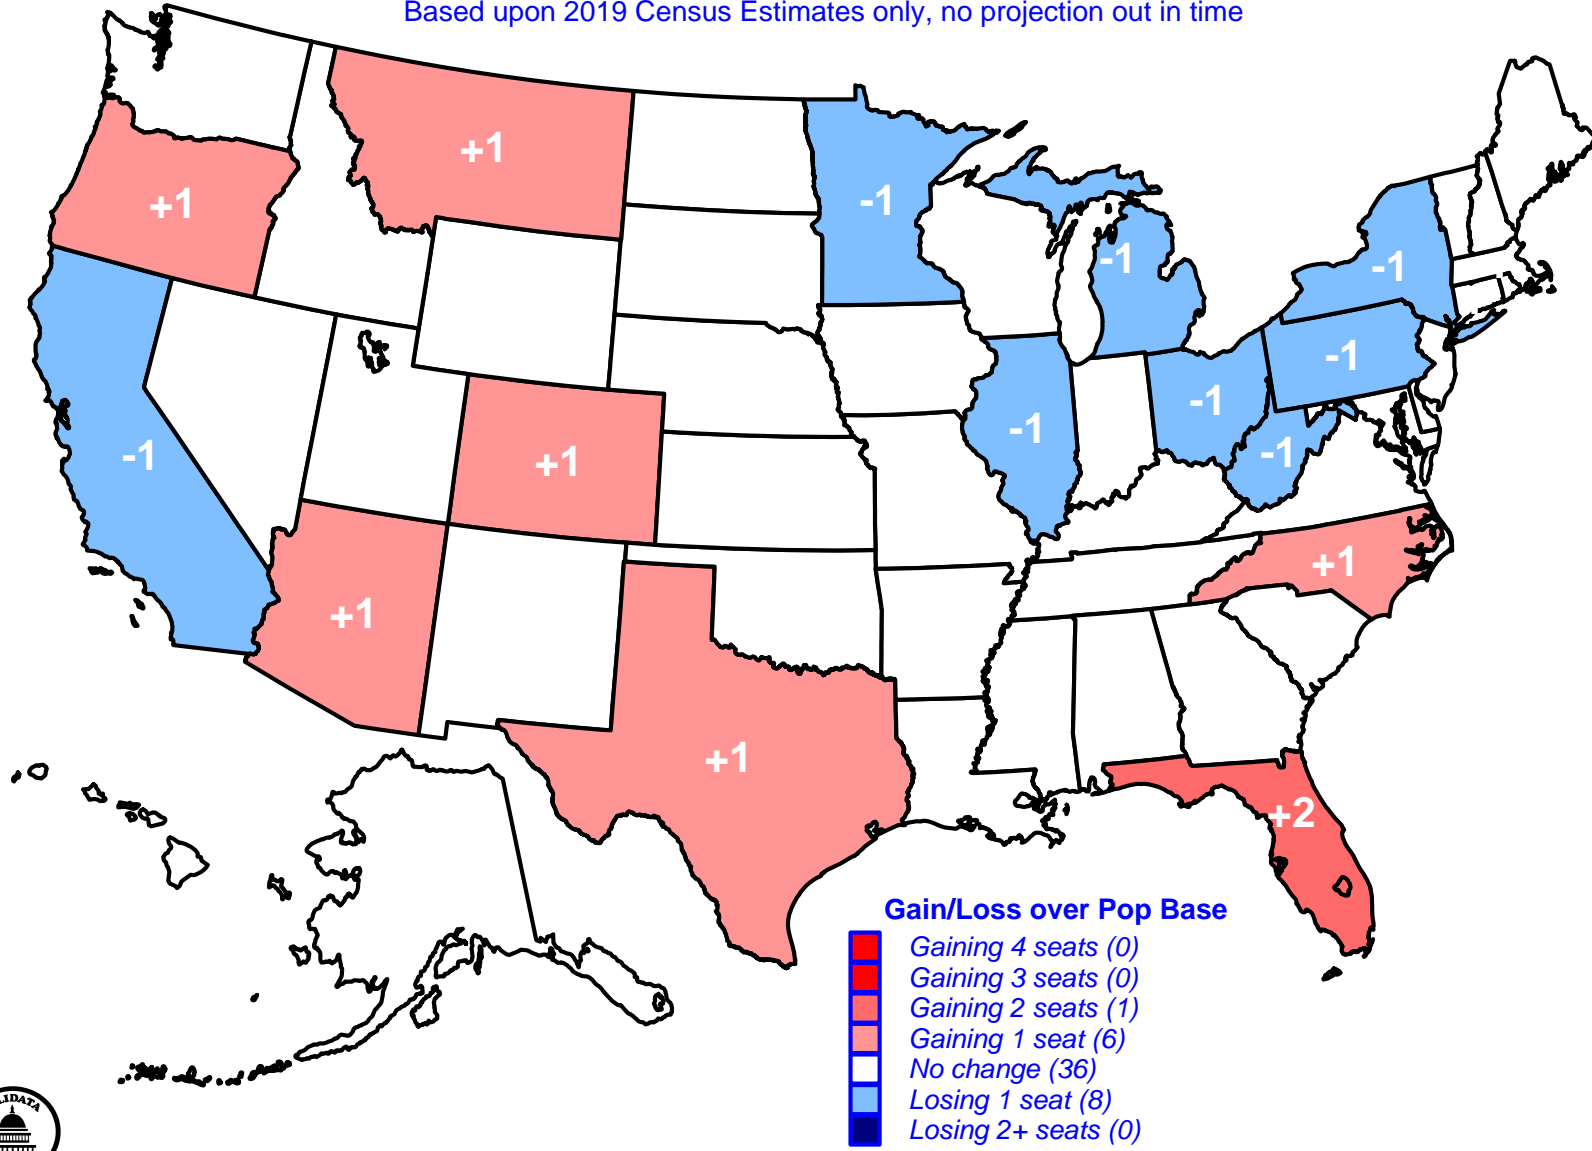 Based upon 2019 Census Estimates only, no projection out in time
+1
+1
-1
-1
-1
-1
-1
-1
-1
-1
+1
+1
+1
+1
+2
Gain/Loss over Pop Base
Gaining 4 seats (0)
Gaining 3 seats (0)
Gaining 2 seats (1)
Gaining 1 seat (6)
No change (36)
Losing 1 seat (8)
Losing 2+ seats (0)